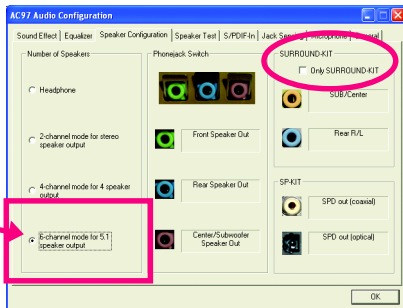 AC97 Audio Configuration
Sound Effect
Equalizer
Speaker Configuration
Speaker Test
S/PDIF-In
Jack Sensing
Microphone
General
Number of Speakers
Headphone
2-channel mode for stereo
speaker output
4-channel mode for 4 speaker
output
6-channel mode for 5.1
speaker output
Phonejack Switch
Front Speaker Out
Rear Speaker Out
Center/Subwoofer
Speaker Out
SURROUND-KIT
Only SURROUND-KIT
SUB/Center
Rear R/L
SP-KIT
SPD out (coaxial)
SPD out (optical)
OK